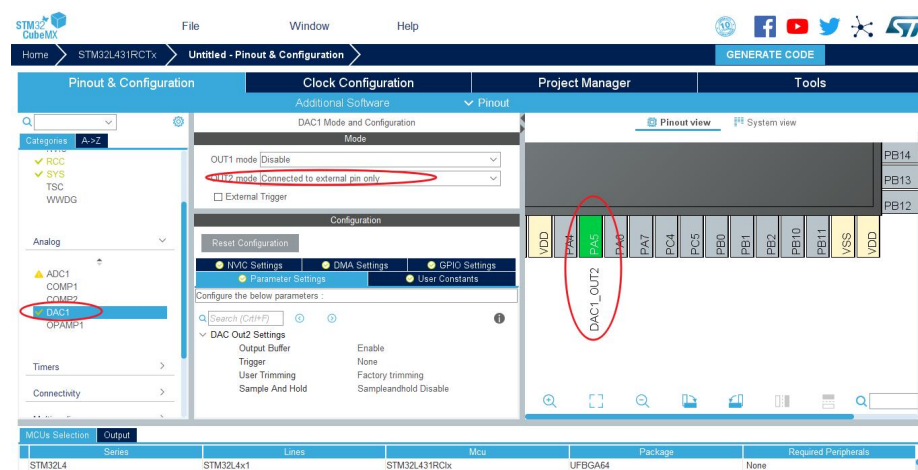 STM32
CubeMX
File
Window
Help
10
Home
STM32L431RCTx
Untitled - Pinout & Configuration
GENERATE CODE
Pinout & Configuration
Clock Configuration
Project Manager
Tools
Additional Software
Pinout
Categories
A->Z
RCC
SYS
TSC
WWDG
Analog
ADC1
COMP1
COMP2
DAC1
OPAMP1
Timers
Connectivity
DAC1 Mode and Configuration
Mode
OUT1 mode Disable
OUT2 mode Connected to external pin only
External Trigger
Configuration
Reset Configuration
NVIC Settings
DMA Settings
GPIO Settings
Parameter Settings
User Constants
Configure the below parameters :
Search (Crtl+F)
DAC Out2 Settings
Output Buffer Enable
Trigger None
User Trimming Factory trimming
Sample And Hold Sampleandhold Disable
Pinout view
System view
PB14
PB13
PB12
VDD
PA4
PA5
PA6
PA7
PC4
PC5
PB0
PB1
PB2
PB10
PB11
VSS
VDD
DAC1_OUT2
MCUs Selection
Output
Series Lines Mcu Package Required Peripherals
STM32L4 STM32L4x1 STM32L431RCIx UFBGA64 None